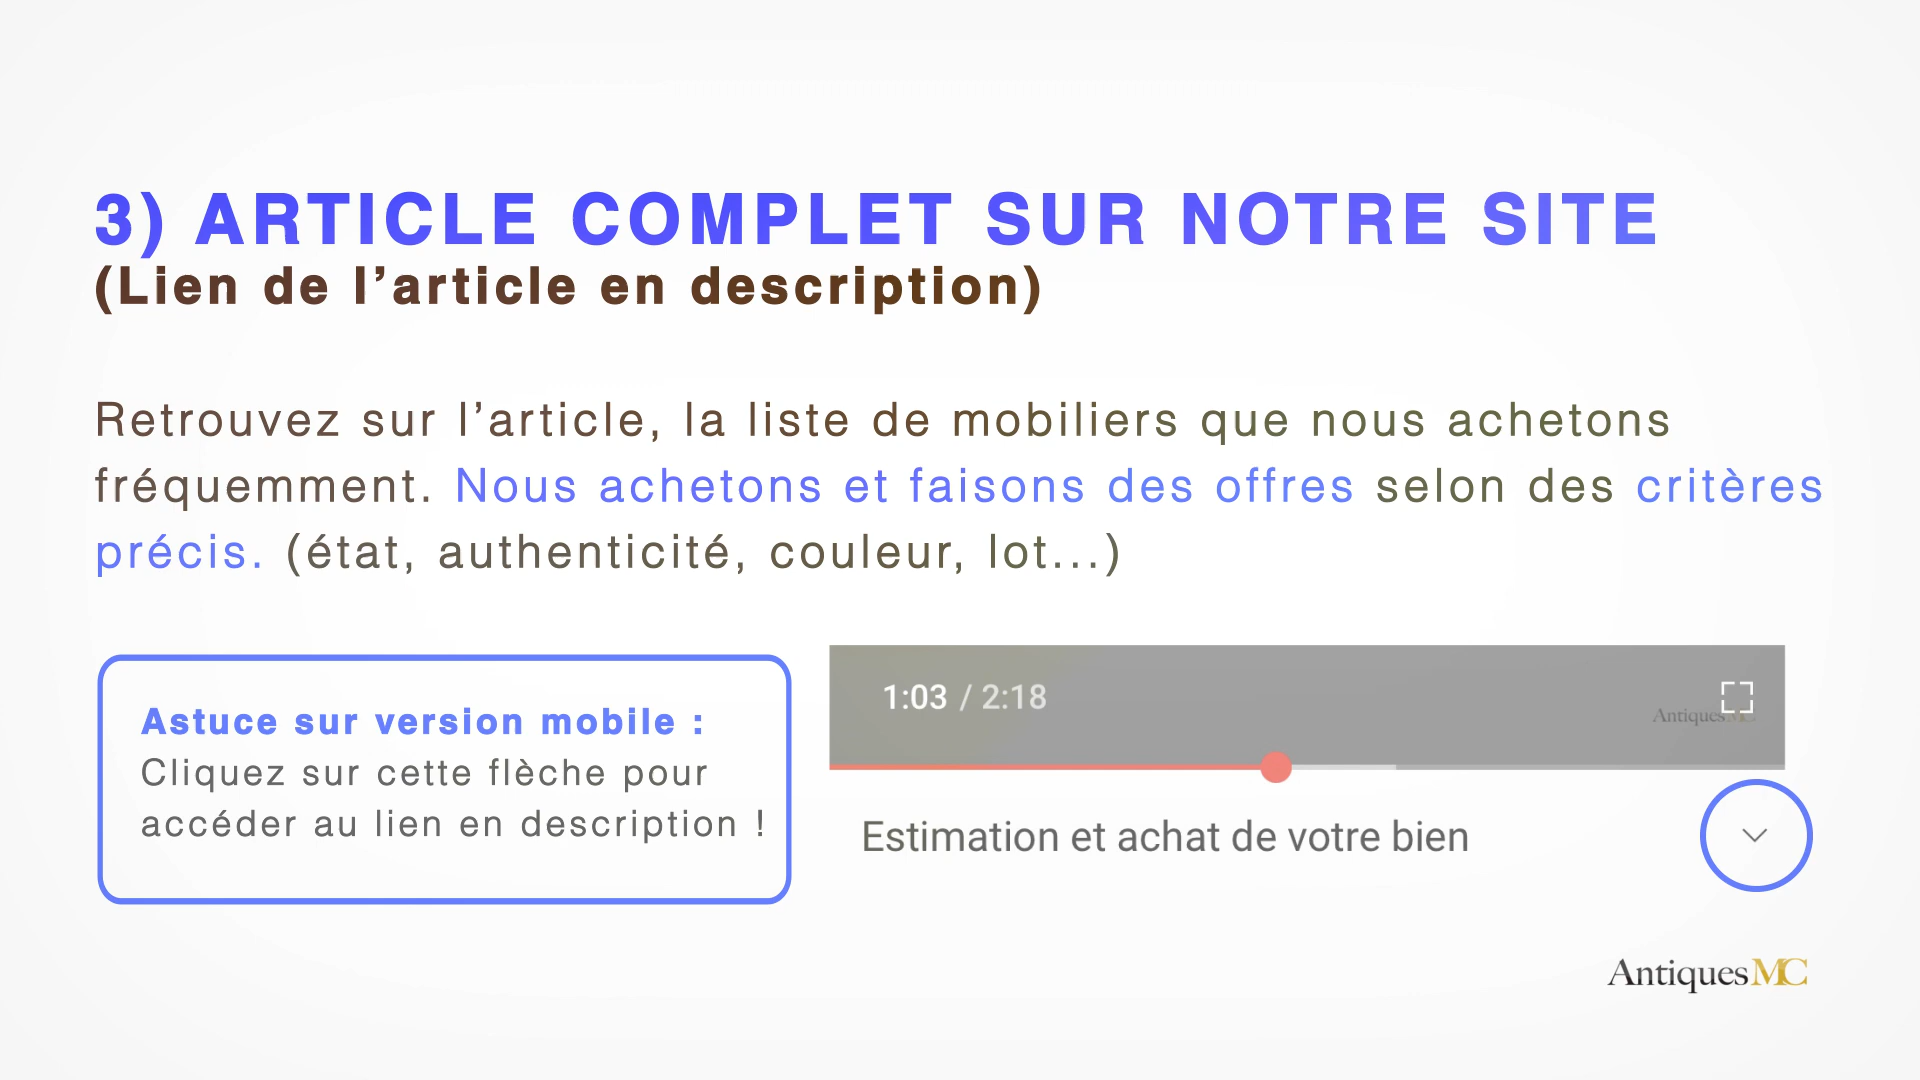 3) ARTICLE COMPLET SUR NOTRE SITE
(Lien de l’article en description)
Retrouvez sur l’article, la liste de mobiliers que nous achetons
fréquemment. Nous achetons et faisons des offres selon des critères
précis. (état, authenticité, couleur, lot...)
Astuce sur version mobile :
Cliquez sur cette flèche pour
accéder au lien en description !
1:03 / 2:18
AntiquesMC
Estimation et achat de votre bien
AntiquesMC